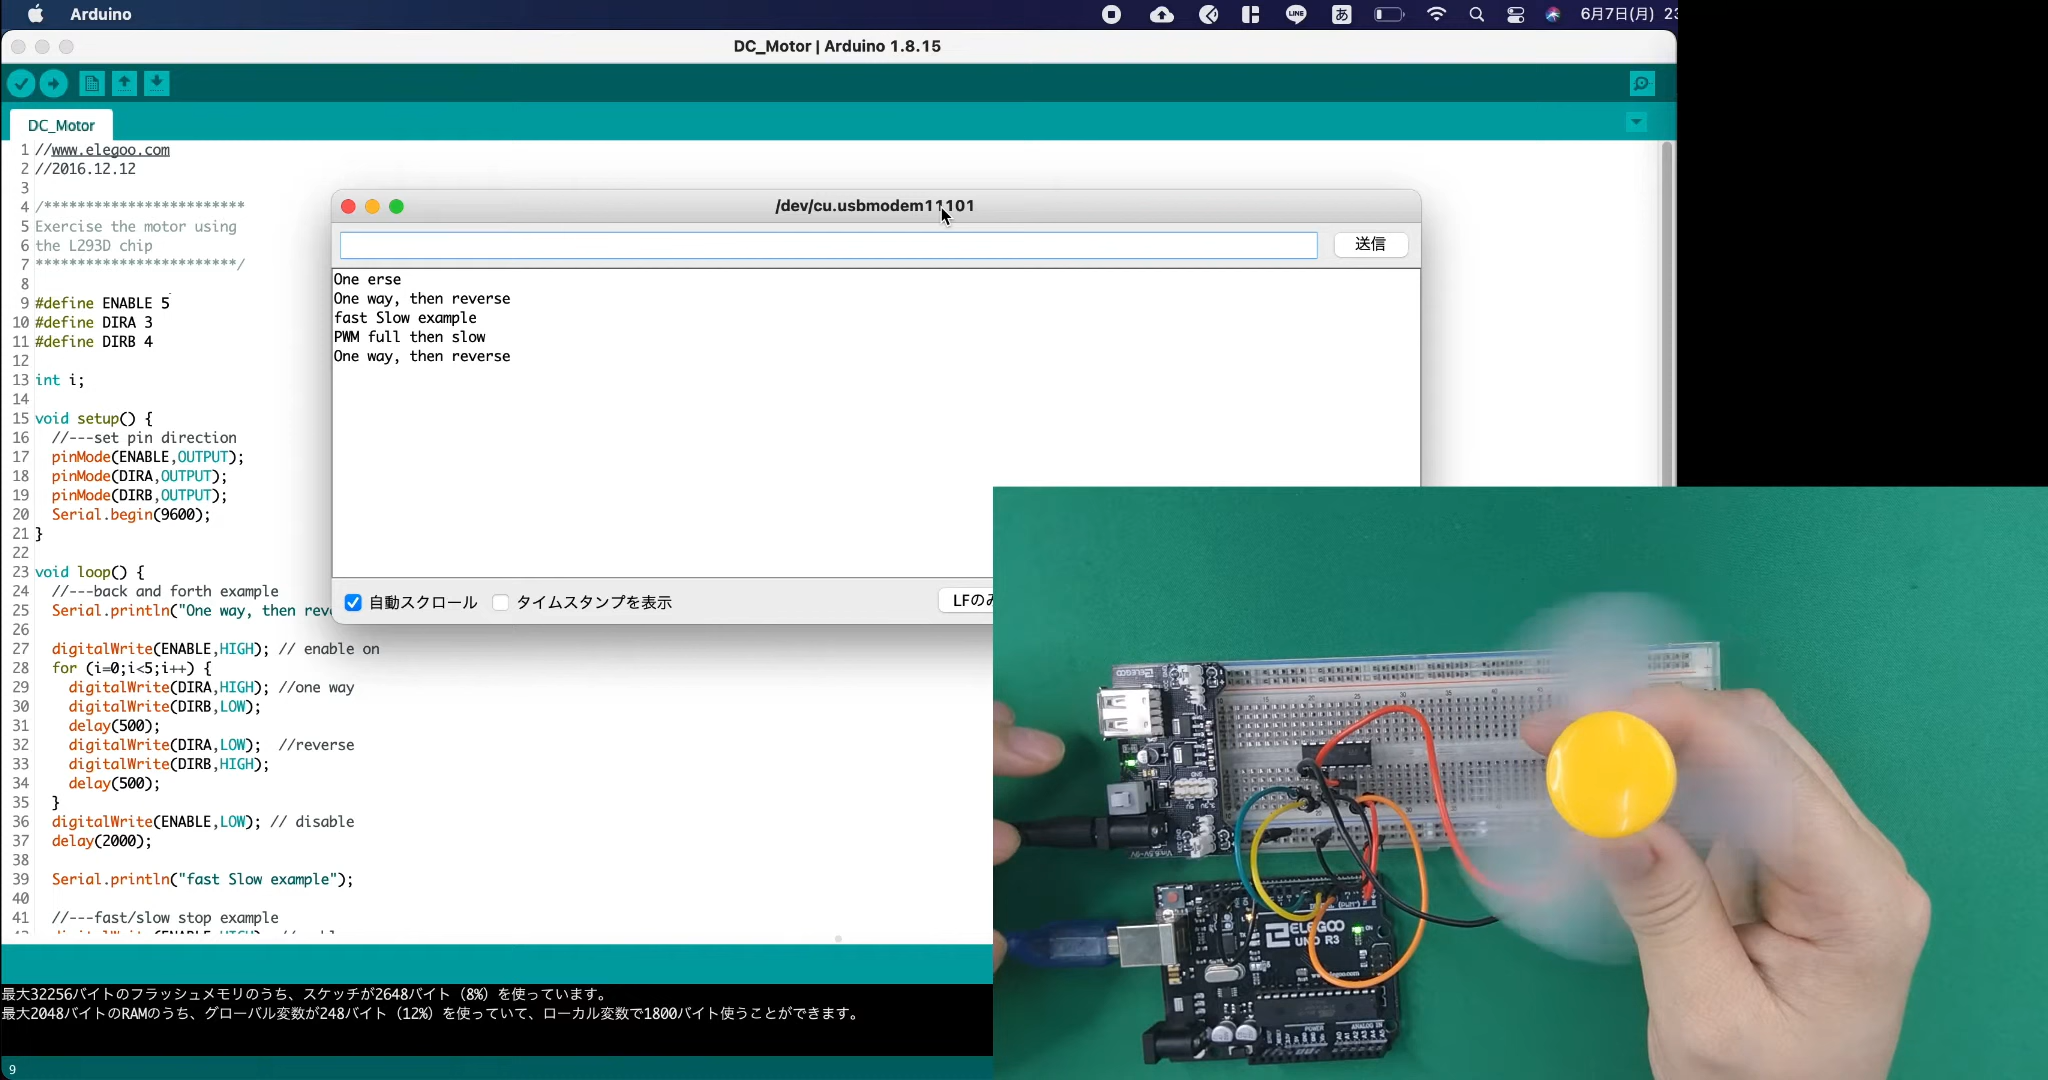 Arduino
6月7日(月) 23
DC_Motor | Arduino 1.8.15
DC_Motor
1 //www.elegoo.com
2 //2016.12.12
3
4 /************************
5 Exercise the motor using
6 the L293D chip
7 ************************/
8
9 #define ENABLE 5
10 #define DIRA 3
11 #define DIRB 4
12
13 int i;
14
15 void setup() {
16 //---set pin direction
17 pinMode(ENABLE,OUTPUT);
18 pinMode(DIRA,OUTPUT);
19 pinMode(DIRB,OUTPUT);
20 Serial.begin(9600);
21 }
22
23 void loop() {
24 //---back and forth example
25 Serial.println("One way, then rev
26
27 digitalWrite(ENABLE,HIGH); // enable on
28 for (i=0;i<5;i++) {
29 digitalWrite(DIRA,HIGH); //one way
30 digitalWrite(DIRB,LOW);
31 delay(500);
32 digitalWrite(DIRA,LOW); //reverse
33 digitalWrite(DIRB,HIGH);
34 delay(500);
35 }
36 digitalWrite(ENABLE,LOW); // disable
37 delay(2000);
38
39 Serial.println("fast Slow example");
40
41 //---fast/slow stop example
/dev/cu.usbmodem11101
送信
One erse
One way, then reverse
fast Slow example
PWM full then slow
One way, then reverse
自動スクロール
タイムスタンプを表示
LFのみ
最大32256バイトのフラッシュメモリのうち、スケッチが2648バイト（8%）を使っています。
最大2048バイトのRAMのうち、グローバル変数が248バイト（12%）を使っていて、ローカル変数で1800バイト使うことができます。
9
ELEGOO
ELEGOO
UNO R3
ON
www.elegoo.com
POWER
ANALOG IN